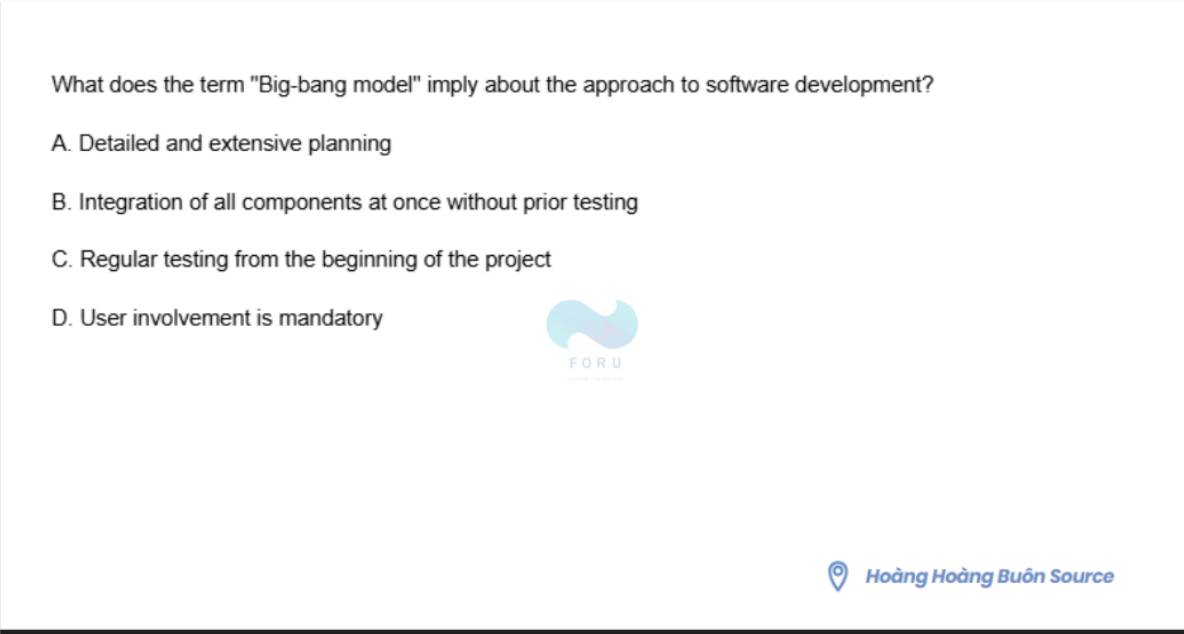 What does the term "Big-bang model" imply about the approach to software development?
A. Detailed and extensive planning
B. Integration of all components at once without prior testing
C. Regular testing from the beginning of the project
D. User involvement is mandatory
FORU
Hoàng Hoàng Buôn Source